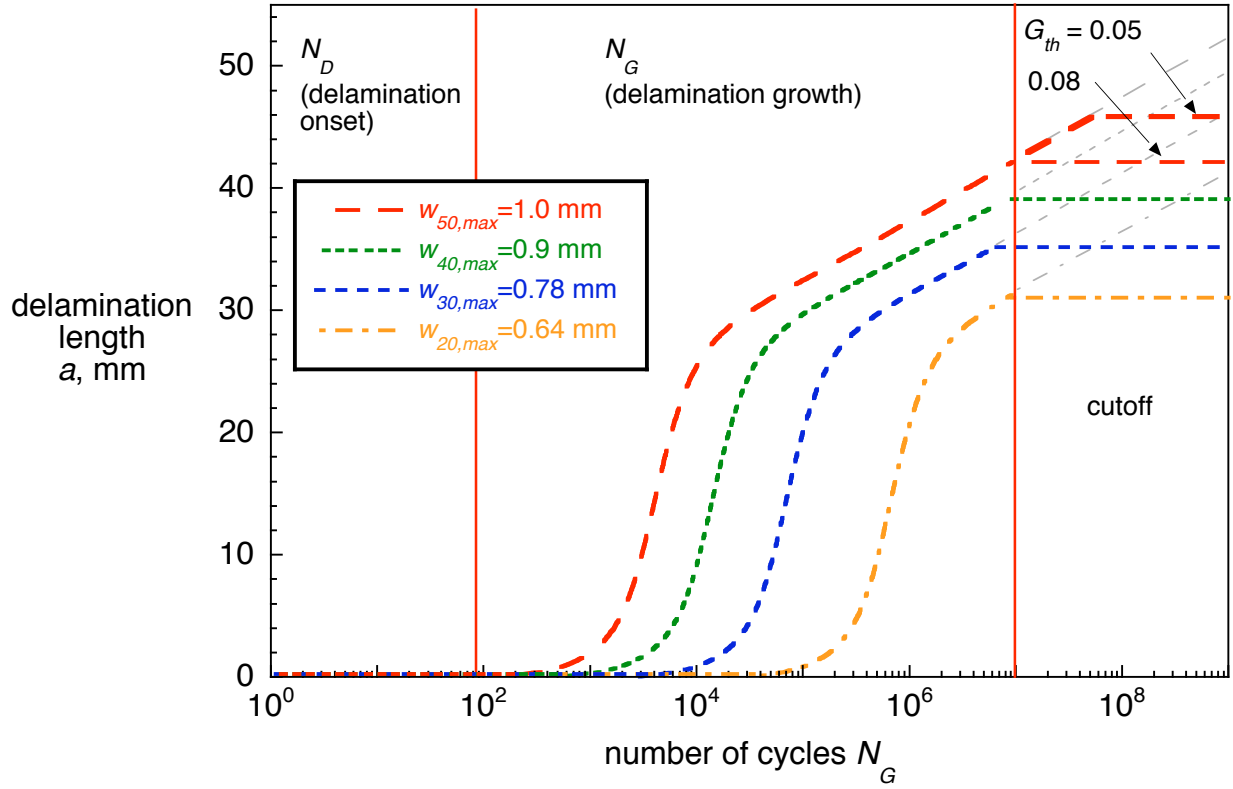 N_D
(delamination
onset)
N_G
(delamination growth)
G_th = 0.05
0.08
w_50,max=1.0 mm
w_40,max=0.9 mm
w_30,max=0.78 mm
w_20,max=0.64 mm
cutoff
delamination
length
a, mm
50
40
30
20
10
0
10^0
10^2
10^4
10^6
10^8
number of cycles N_G